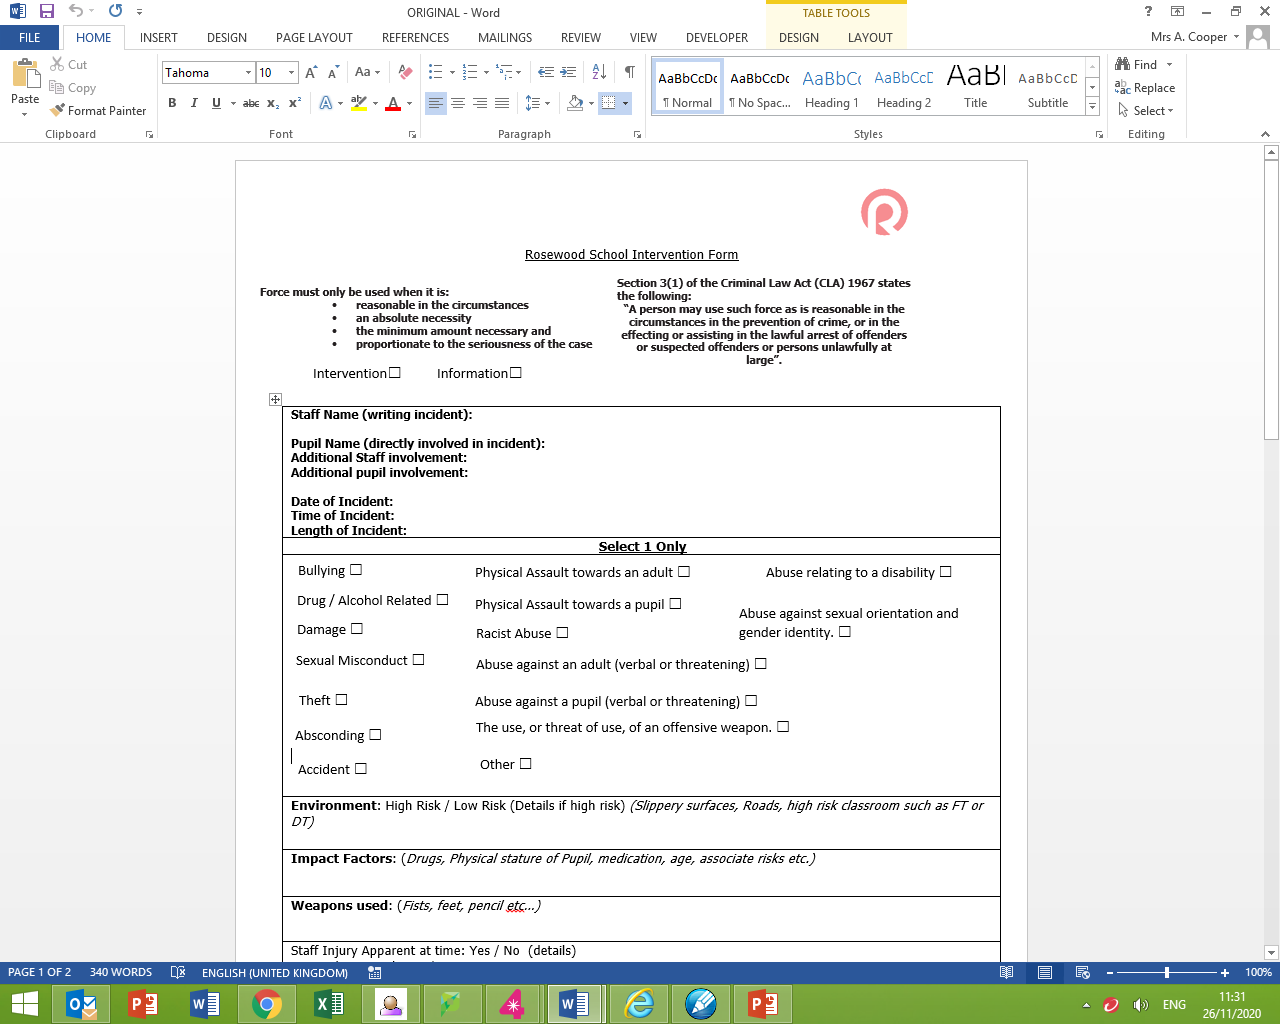 ORIGINAL - Word
TABLE TOOLS
FILE HOME INSERT DESIGN PAGE LAYOUT REFERENCES MAILINGS REVIEW VIEW DEVELOPER DESIGN LAYOUT Mrs A. Cooper
Paste
Cut
Copy
Format Painter
Clipboard
Tahoma 10
Font
Paragraph
AaBbCcDc AaBbCcDc AaBbCc AaBbCcD AaB AaBbCcD
¶ Normal ¶ No Spac... Heading 1 Heading 2 Title Subtitle
Styles
Find
Replace
Select
Editing
Rosewood School Intervention Form
Force must only be used when it is:
• reasonable in the circumstances
• an absolute necessity
• the minimum amount necessary and
• proportionate to the seriousness of the case
Section 3(1) of the Criminal Law Act (CLA) 1967 states
the following:
“A person may use such force as is reasonable in the
circumstances in the prevention of crime, or in the
effecting or assisting in the lawful arrest of offenders
or suspected offenders or persons unlawfully at
large”.
Intervention☐ Information☐
Staff Name (writing incident):
Pupil Name (directly involved in incident):
Additional Staff involvement:
Additional pupil involvement:
Date of Incident:
Time of Incident:
Length of Incident:
Select 1 Only
Bullying ☐ Physical Assault towards an adult ☐ Abuse relating to a disability ☐
Drug / Alcohol Related ☐ Physical Assault towards a pupil ☐
Abuse against sexual orientation and
gender identity. ☐
Damage ☐ Racist Abuse ☐
Sexual Misconduct ☐ Abuse against an adult (verbal or threatening) ☐
Theft ☐ Abuse against a pupil (verbal or threatening) ☐
Absconding ☐ The use, or threat of use, of an offensive weapon. ☐
Accident ☐ Other ☐
Environment: High Risk / Low Risk (Details if high risk) (Slippery surfaces, Roads, high risk classroom such as FT or
DT)
Impact Factors: (Drugs, Physical stature of Pupil, medication, age, associate risks etc.)
Weapons used: (Fists, feet, pencil etc...)
Staff Injury Apparent at time: Yes / No (details)
PAGE 1 OF 2 340 WORDS ENGLISH (UNITED KINGDOM) 100%
ENG
11:31
26/11/2020